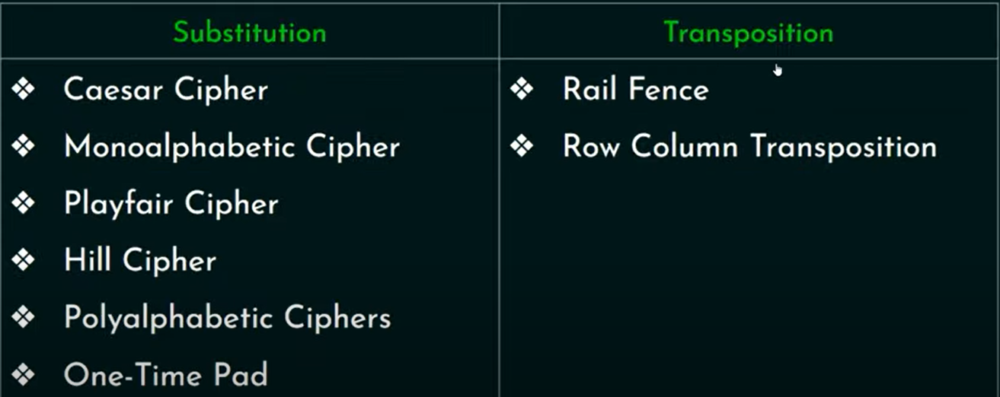 Substitution
Transposition
❖ Caesar Cipher
❖ Monoalphabetic Cipher
❖ Playfair Cipher
❖ Hill Cipher
❖ Polyalphabetic Ciphers
❖ One-Time Pad
❖ Rail Fence
❖ Row Column Transposition